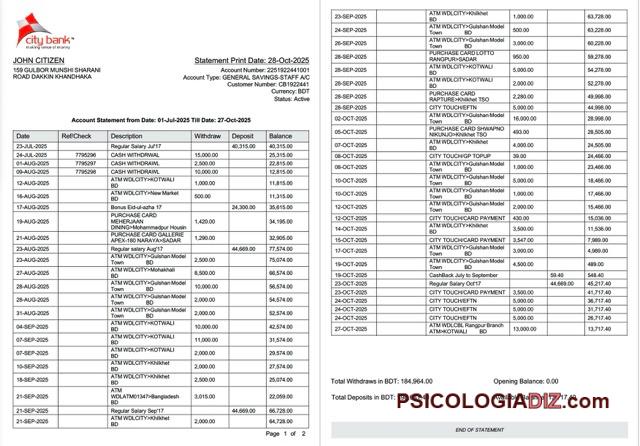 city bank
making sense of money
JOHN CITIZEN
159 GULBOR MUNSHI SHARANI
ROAD DAKKIN KHANDHAKA
Statement Print Date: 28-Oct-2025
Account Number: 2251922441001
Account Type: GENERAL SAVINGS-STAFF A/C
Customer Number: CB1922441
Currency: BDT
Status: Active
Account Statement from Date: 01-Jul-2025 Till Date: 27-Oct-2025
Date Ref/Check Description Withdraw Deposit Balance
23-JUL-2025 Regular Salary Jul'17 40,315.00 40,315.00
24-JUL-2025 7795296 CASH WITHDRWAL 15,000.00 25,315.00
01-AUG-2025 7795297 CASH WITHDRAWL 2,500.00 22,815.00
09-AUG-2025 7795298 CASH WITHDRAWL 10,000.00 12,815.00
12-AUG-2025 ATM WDLCITY>KOTWALI BD 1,000.00 11,815.00
16-AUG-2025 ATM WDLCITY>New Market BD 500.00 11,315.00
17-AUG-2025 Bonus Eid-ul-azha 17 24,300.00 35,615.00
19-AUG-2025 PURCHASE CARD MEHERJAAN DINING>Mohammadpur Housin 1,420.00 34,195.00
21-AUG-2025 PURCHASE CARD GALLERIE APEX-180 NARAYA>SADAR 1,290.00 32,905.00
23-AUG-2025 Regular salary Aug'17 44,669.00 77,574.00
23-AUG-2025 ATM WDLCITY>Gulshan Model Town BD 2,500.00 75,074.00
27-AUG-2025 ATM WDLCITY>Mohakhali BD 8,500.00 66,574.00
28-AUG-2025 ATM WDLCITY>Gulshan Model Town BD 10,000.00 56,574.00
28-AUG-2025 ATM WDLCITY>Gulshan Model Town BD 2,000.00 54,574.00
31-AUG-2025 ATM WDLCITY>Gulshan Model Town BD 2,000.00 52,574.00
04-SEP-2025 ATM WDLCITY>KOTWALI BD 10,000.00 42,574.00
07-SEP-2025 ATM WDLCITY>KOTWALI BD 11,000.00 31,574.00
07-SEP-2025 ATM WDLCITY>KOTWALI BD 2,000.00 29,574.00
10-SEP-2025 ATM WDLCITY>Khilkhet BD 2,000.00 27,574.00
18-SEP-2025 ATM WDLCITY>Khilkhet BD 2,500.00 25,074.00
21-SEP-2025 ATM WDLATMI01347>Bangladesh BD 3,015.00 22,059.00
21-SEP-2025 Regular Salary Sep'17 44,669.00 66,728.00
21-SEP-2025 ATM WDLCITY>Khilkhet BD 2,000.00 64,728.00
Page 1 of 2
23-SEP-2025 ATM WDLCITY>Khilkhet BD 1,000.00 63,728.00
24-SEP-2025 ATM WDLCITY>Gulshan Model Town BD 500.00 63,228.00
26-SEP-2025 ATM WDLCITY>Gulshan Model Town BD 3,000.00 60,228.00
28-SEP-2025 PURCHASE CARD LOTTO RANGPUR>SADAR 950.00 59,278.00
28-SEP-2025 ATM WDLCITY>KOTWALI BD 5,000.00 54,278.00
28-SEP-2025 ATM WDLCITY>KOTWALI BD 2,000.00 52,278.00
28-SEP-2025 PURCHASE CARD RAPTURE>Khilkhet TSO 2,280.00 49,998.00
28-SEP-2025 CITY TOUCH/EFTN 5,000.00 44,998.00
02-OCT-2025 ATM WDLCITY>Gulshan Model Town BD 16,000.00 28,998.00
05-OCT-2025 PURCHASE CARD SHWAPNO NIKUNJO>Khilkhet TSO 493.00 28,505.00
07-OCT-2025 ATM WDLCITY>Khilkhet BD 4,000.00 24,505.00
08-OCT-2025 CITY TOUCH/GP TOPUP 39.00 24,466.00
08-OCT-2025 ATM WDLCITY>Gulshan Model Town BD 1,000.00 23,466.00
10-OCT-2025 ATM WDLCITY>Gulshan Model Town BD 5,000.00 18,466.00
10-OCT-2025 ATM WDLCITY>Gulshan Model Town BD 1,000.00 17,466.00
12-OCT-2025 ATM WDLCITY>Gulshan Model Town BD 2,000.00 15,466.00
12-OCT-2025 CITY TOUCH/CARD PAYMENT 430.00 15,036.00
14-OCT-2025 ATM WDLCITY>Khilkhet BD 3,500.00 11,536.00
15-OCT-2025 CITY TOUCH/CARD PAYMENT 3,547.00 7,989.00
17-OCT-2025 ATM WDLCITY>Gulshan Model Town BD 3,000.00 4,989.00
19-OCT-2025 ATM WDLCITY>Gulshan Model Town BD 4,500.00 489.00
19-OCT-2025 CashBack July to September 59.40 548.40
23-OCT-2025 Regular Salary Oct'17 44,669.00 45,217.40
23-OCT-2025 CITY TOUCH/CARD PAYMENT 3,500.00 41,717.40
24-OCT-2025 CITY TOUCH/EFTN 5,000.00 36,717.40
24-OCT-2025 CITY TOUCH/EFTN 5,000.00 31,717.40
24-OCT-2025 CITY TOUCH/EFTN 5,000.00 26,717.40
27-OCT-2025 ATM WDLCBL Rangpur Branch ATM>KOTWALI BD 13,000.00 13,717.40
Total Withdraws in BDT: 184,964.00 Opening Balance: 0.00
Total Deposits in BDT:
PSICOLOGIADIZ.com
END OF STATEMENT